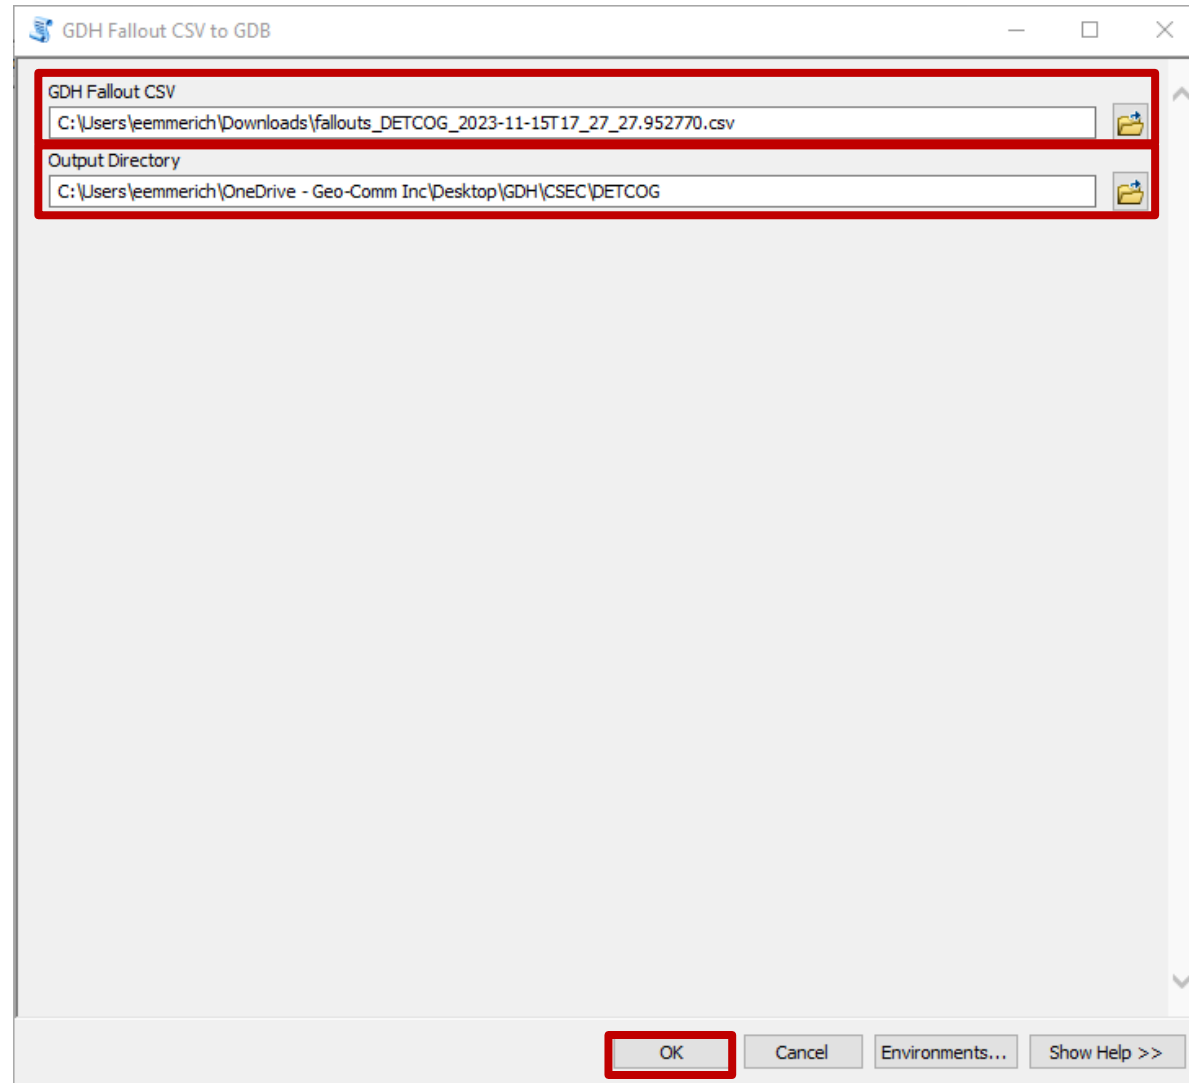 GDH Fallout CSV to GDB
GDH Fallout CSV
C:\Users\eemmerich\Downloads\fallouts_DETCOG_2023-11-15T17_27_27.952770.csv
Output Directory
C:\Users\eemmerich\OneDrive - Geo-Comm Inc\Desktop\GDH\CSEC\DETCOG
OK Cancel Environments... Show Help >>